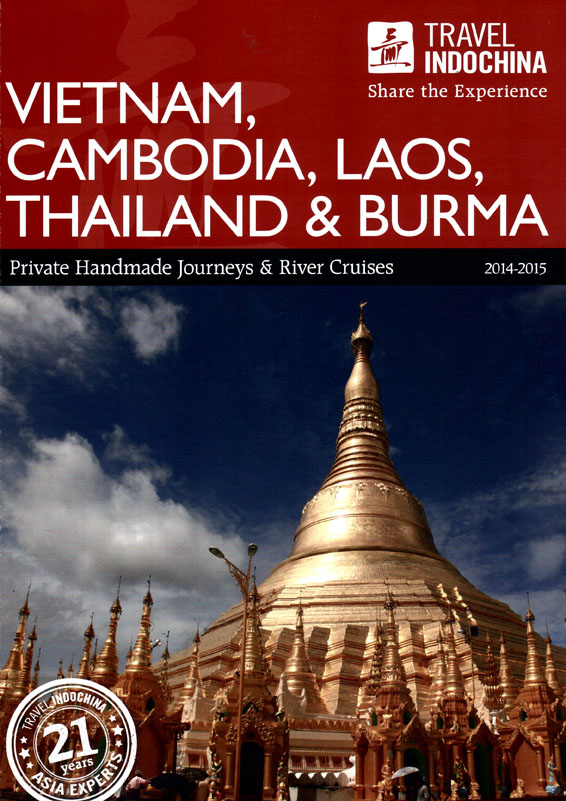 TRAVEL
INDOCHINA
Share the Experience
VIETNAM,
CAMBODIA, LAOS,
THAILAND & BURMA
Private Handmade Journeys & River Cruises 2014-2015
TRAVEL INDOCHINA
21
years
ASIA EXPERTS